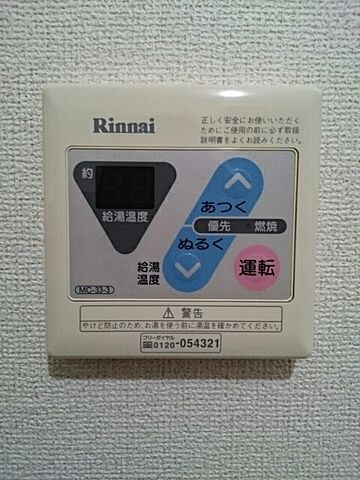 Rinnai
正しく安全にお使いいただく
ためにご使用の前に必ず取扱
説明書をよくお読みください。
約
給湯温度
あつく
優先 燃焼
ぬるく
給湯
温度
運転
MC-33-3
⚠ 警告
やけど防止のため、お湯を使う前に湯温を確かめてください。
フリーダイヤル
0120-054321